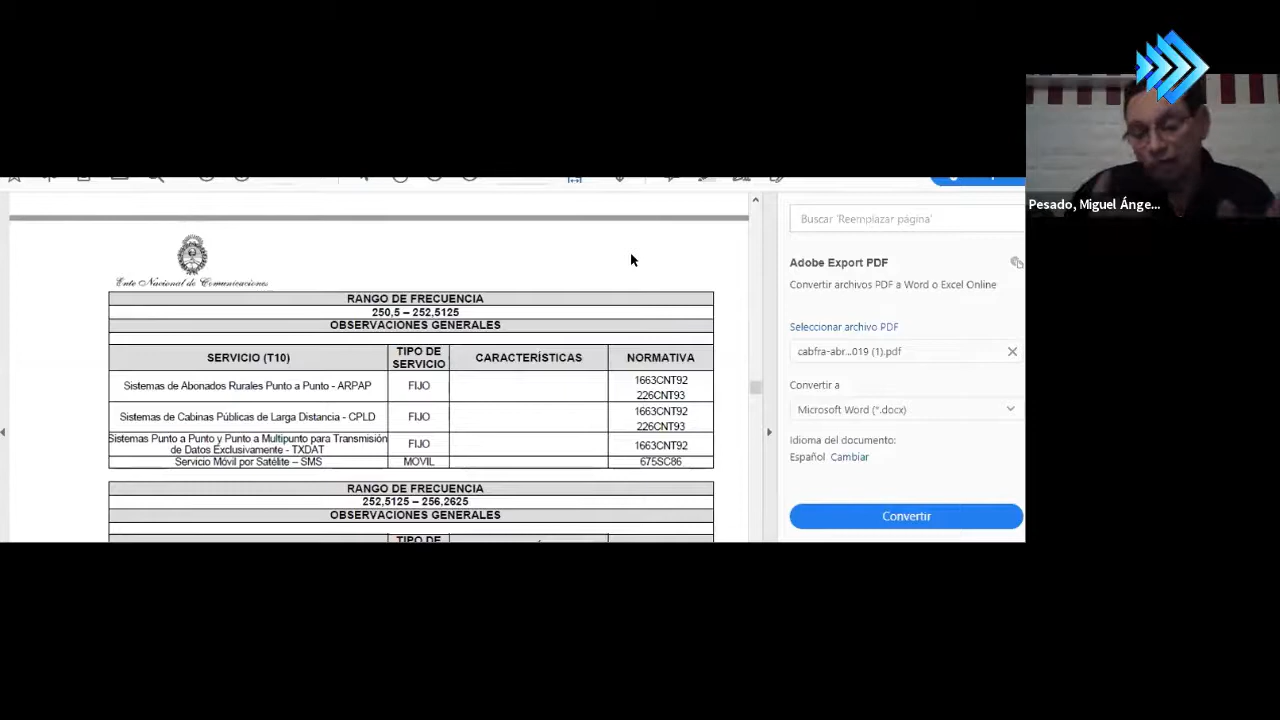 Pesado, Miguel Ánge...
Buscar 'Reemplazar página'
Adobe Export PDF
Convertir archivos PDF a Word o Excel Online
Seleccionar archivo PDF
cabfra-abr...019 (1).pdf
Convertir a
Microsoft Word (*.docx)
Idioma del documento:
Español Cambiar
Convertir
Ente Nacional de Comunicaciones
RANGO DE FRECUENCIA
250,5 – 252,5125
OBSERVACIONES GENERALES
SERVICIO (T10) TIPO DE SERVICIO CARACTERÍSTICAS NORMATIVA
Sistemas de Abonados Rurales Punto a Punto - ARPAP FIJO 1663CNT92
226CNT93
Sistemas de Cabinas Públicas de Larga Distancia - CPLD FIJO 1663CNT92
226CNT93
Sistemas Punto a Punto y Punto a Multipunto para Transmisión
de Datos Exclusivamente - TXDAT FIJO 1663CNT92
Servicio Móvil por Satélite – SMS MOVIL 675SC86
RANGO DE FRECUENCIA
252,5125 – 256,2625
OBSERVACIONES GENERALES
TIPO DE